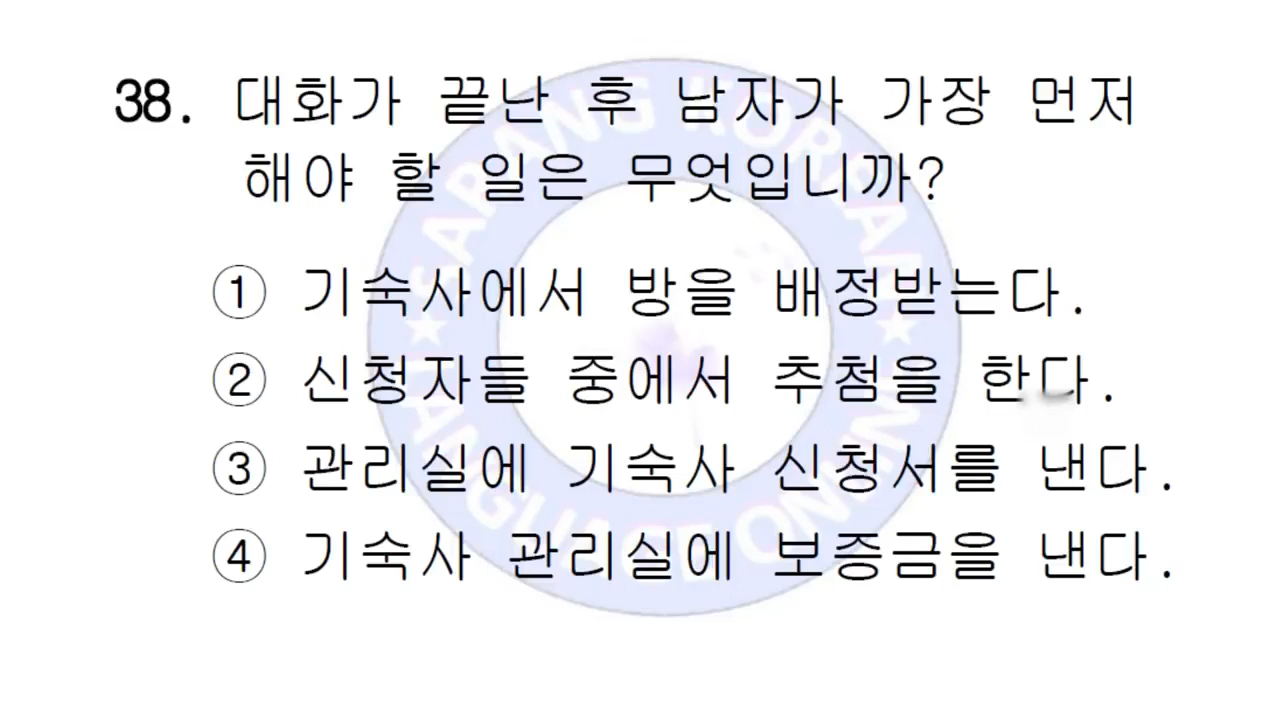 38. 대화가 끝난 후 남자가 가장 먼저
해야 할 일은 무엇입니까?
① 기숙사에서 방을 배정받는다.
② 신청자들 중에서 추첨을 한다.
③ 관리실에 기숙사 신청서를 낸다.
④ 기숙사 관리실에 보증금을 낸다.